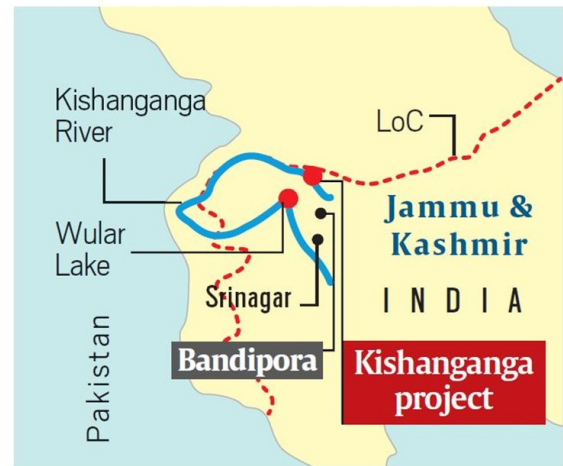 Kishanganga
River
LoC
Wular
Lake
Jammu &
Kashmir
Srinagar
INDIA
Bandipora
Kishanganga
project
Pakistan